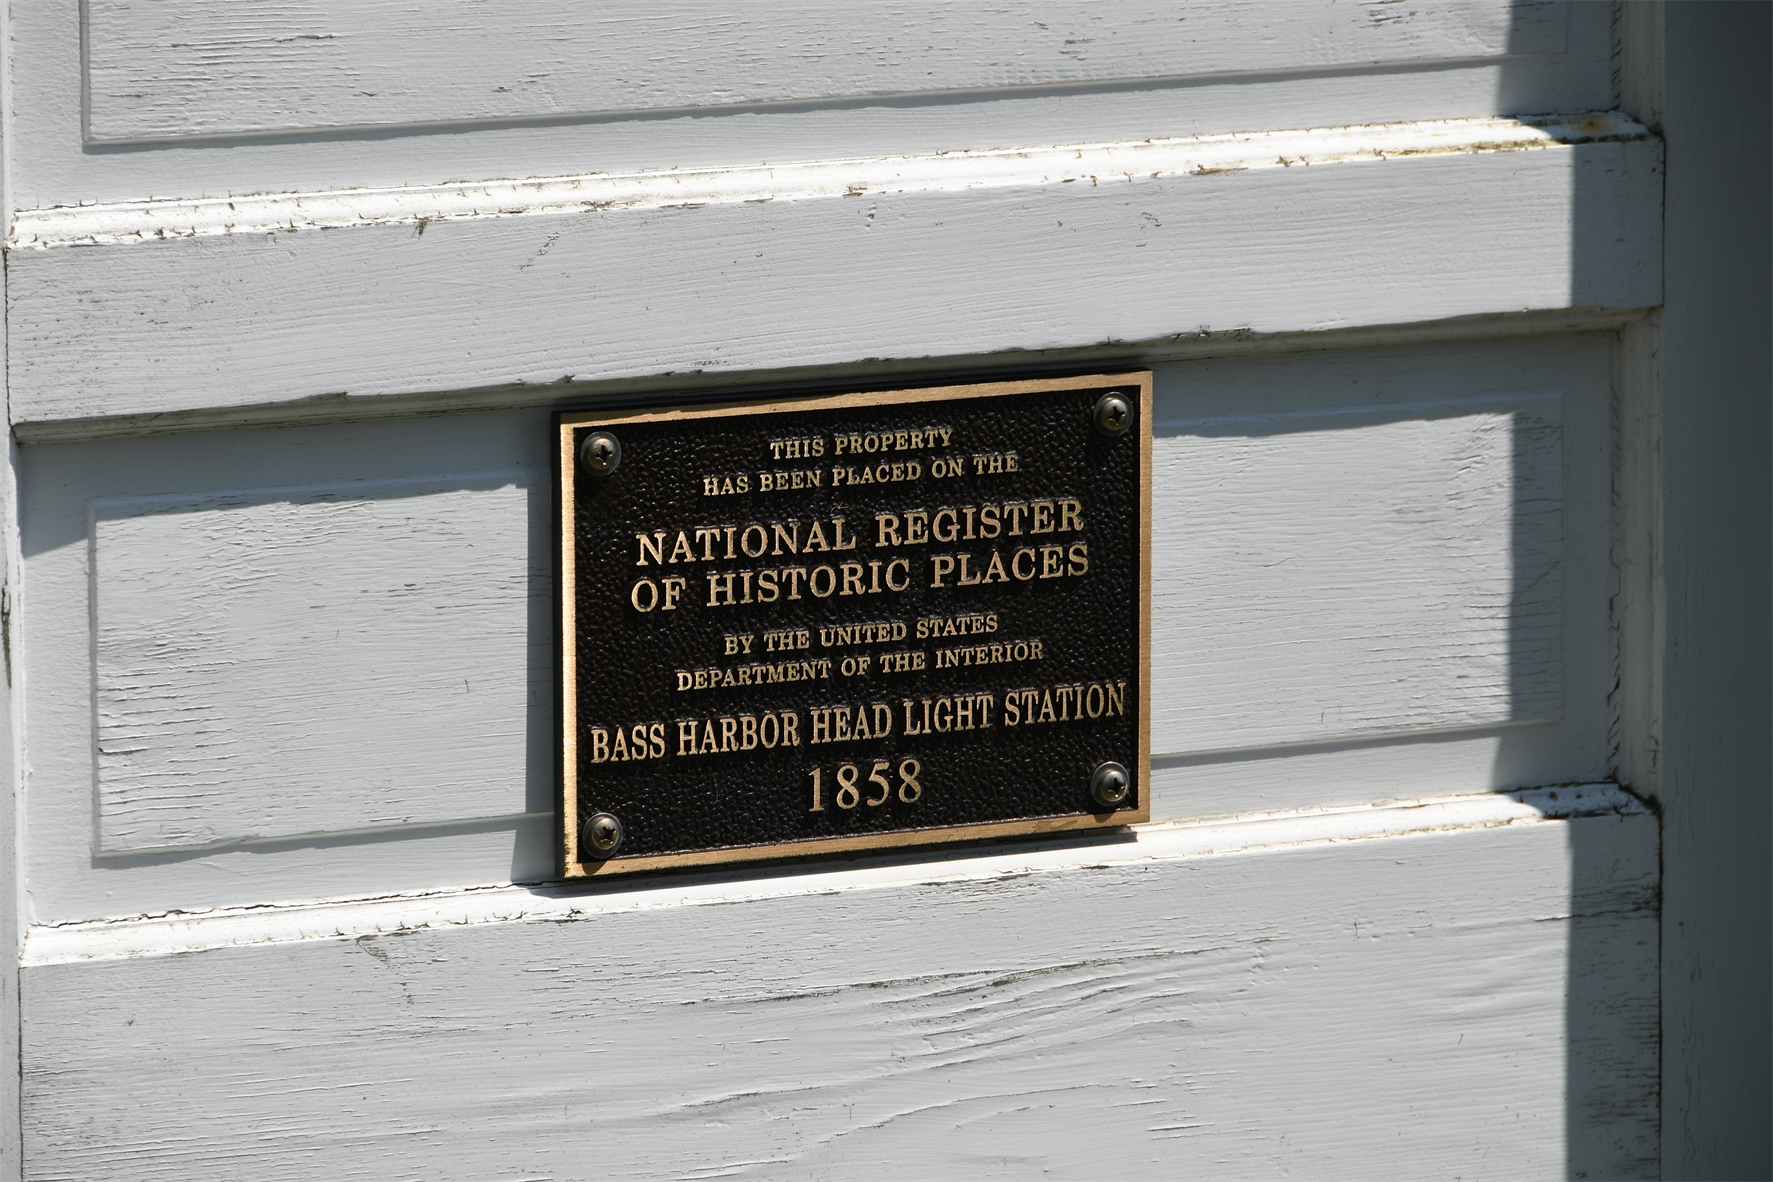 THIS PROPERTY
HAS BEEN PLACED ON THE
NATIONAL REGISTER
OF HISTORIC PLACES
BY THE UNITED STATES
DEPARTMENT OF THE INTERIOR
BASS HARBOR HEAD LIGHT STATION
1858